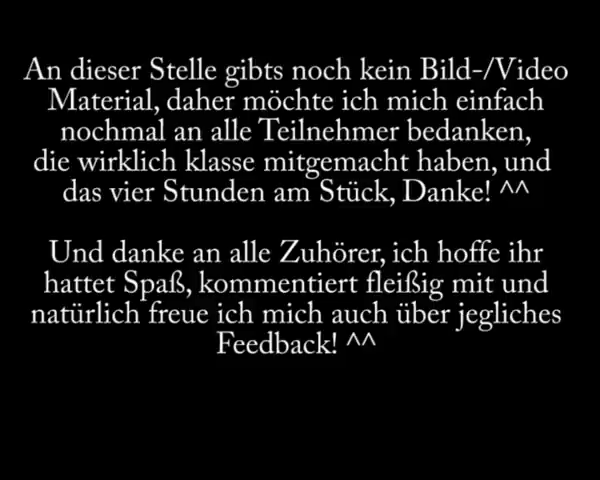 An dieser Stelle gibts noch kein Bild-/Video
Material, daher möchte ich mich einfach
nochmal an alle Teilnehmer bedanken,
die wirklich klasse mitgemacht haben, und
das vier Stunden am Stück, Danke! ^^
Und danke an alle Zuhörer, ich hoffe ihr
hattet Spaß, kommentiert fleißig mit und
natürlich freue ich mich auch über jegliches
Feedback! ^^